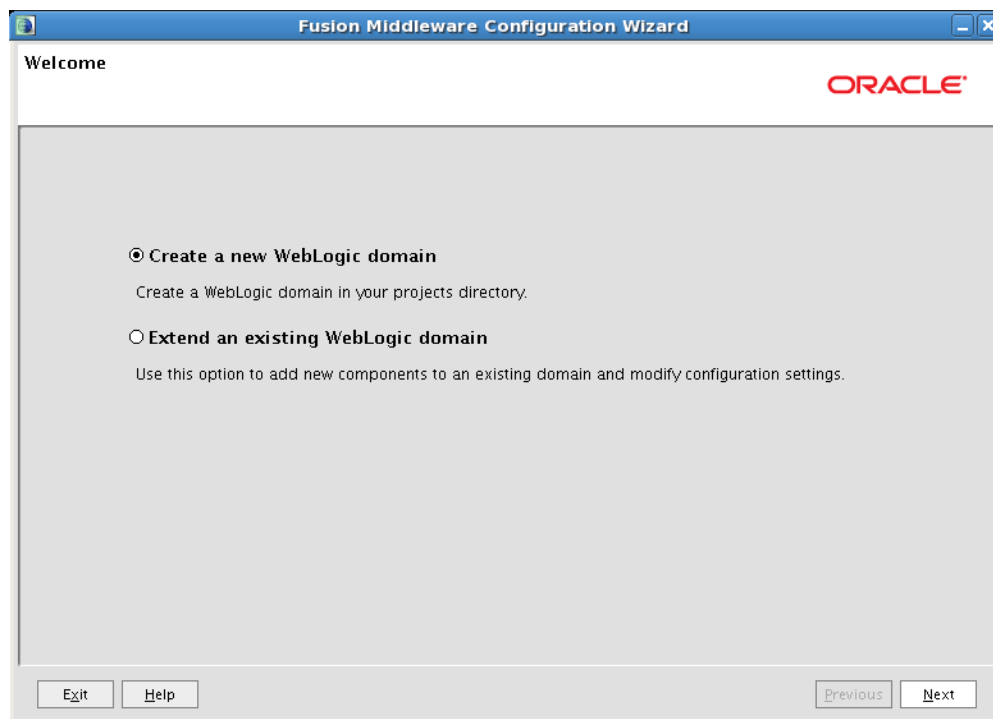 Fusion Middleware Configuration Wizard
Welcome
ORACLE
Create a new WebLogic domain
Create a WebLogic domain in your projects directory.
Extend an existing WebLogic domain
Use this option to add new components to an existing domain and modify configuration settings.
Exit Help Previous Next